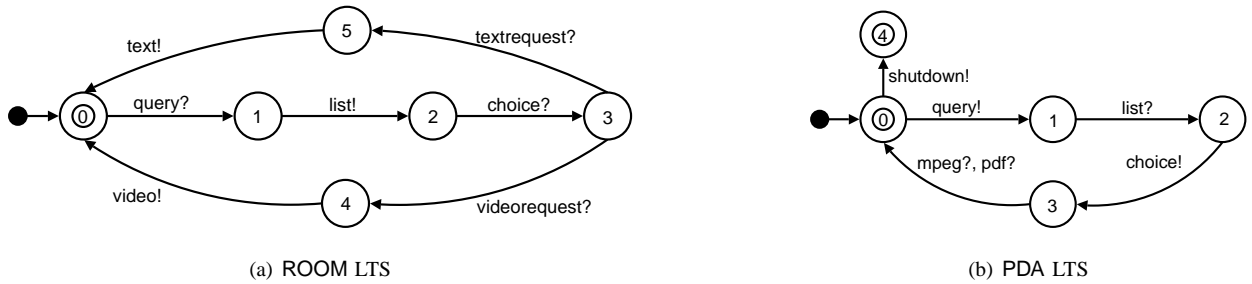 5
text!
textrequest?
0
query?
1
list!
2
choice?
3
video!
4
videorequest?
(a) ROOM LTS
4
shutdown!
0
query!
1
list?
2
mpeg?, pdf?
choice!
3
(b) PDA LTS